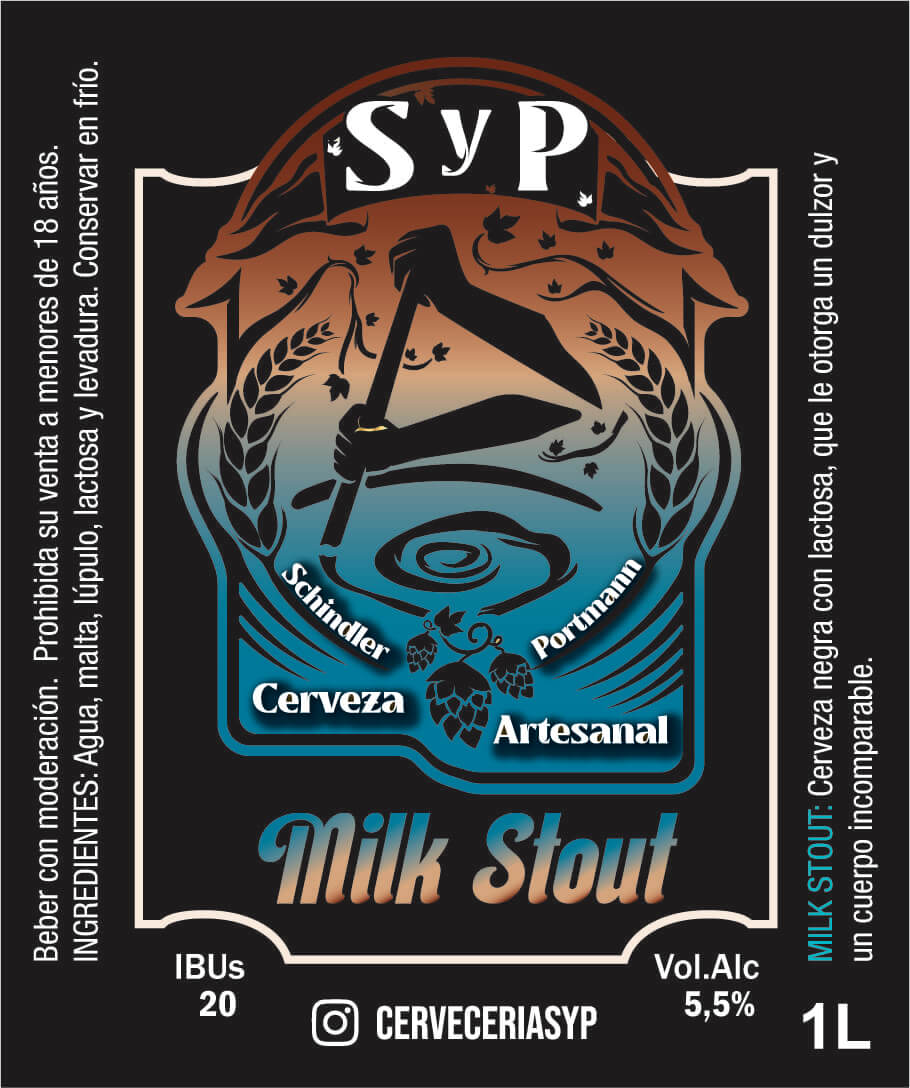 Beber con moderación.  Prohibida su venta a menores de 18 años.
INGREDIENTES: Agua, malta, lúpulo, lactosa y levadura. Conservar en frío.
SyP
Schindler
Portmann
Cerveza
Artesanal
Milk Stout
IBUs
20
Vol.Alc
5,5%
CERVECERIASYP
1L
MILK STOUT: Cerveza negra con lactosa, que le otorga un dulzor y
un cuerpo incomparable.